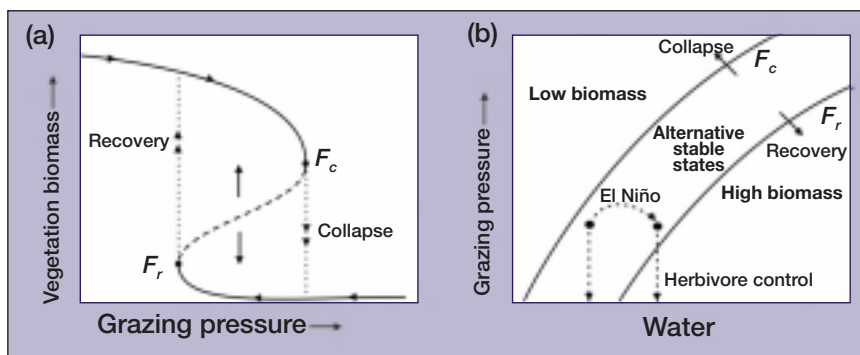 (a)
Vegetation biomass
Recovery
Fc
Fr
Collapse
Grazing pressure
(b)
Grazing pressure
Collapse
Fc
Low biomass
Fr
Alternative
stable
states
Recovery
El Niño
High biomass
Herbivore control
Water